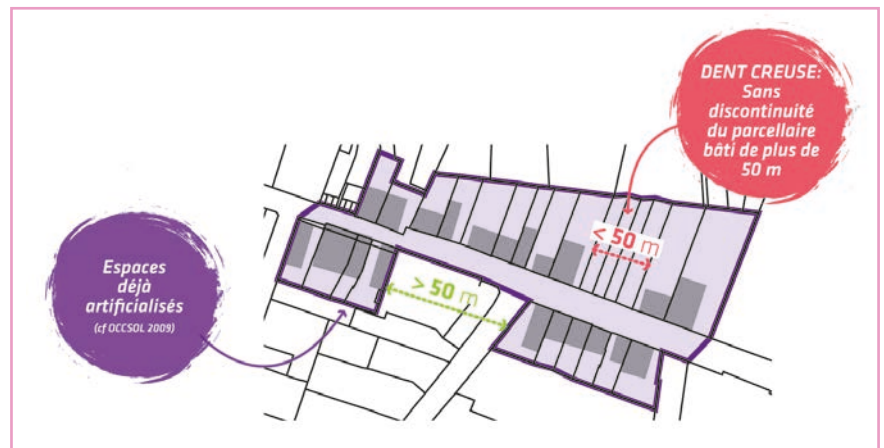 DENT CREUSE:
Sans
discontinuité
du parcellaire
bâti de plus de
50 m
< 50 m
> 50 m
Espaces
déjà
artificialisés
(cf OCCSOL 2009)